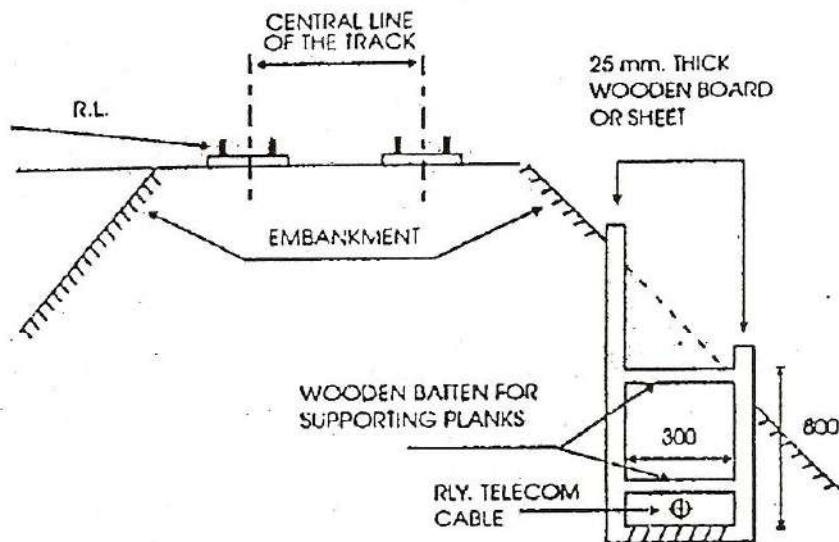 CENTRAL LINE
OF THE TRACK
25 mm. THICK
WOODEN BOARD
OR SHEET
R.L.
EMBANKMENT
WOODEN BATTEN FOR
SUPPORTING PLANKS
300
800
RLY. TELECOM
CABLE